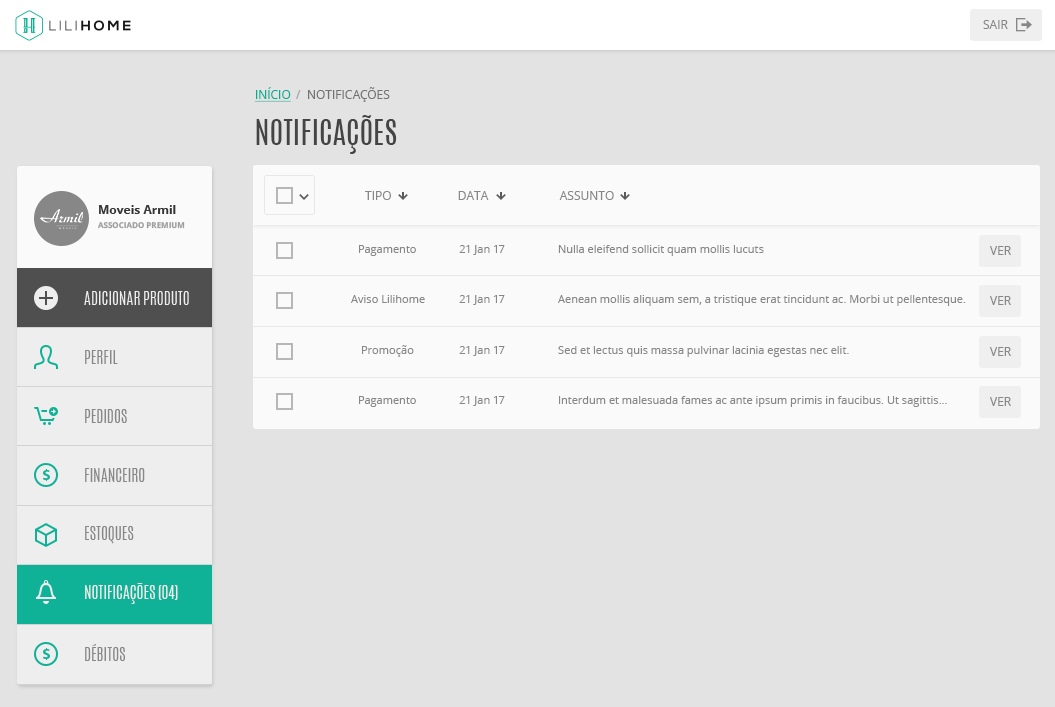 LILIHOME
SAIR
INÍCIO / NOTIFICAÇÕES
NOTIFICAÇÕES
Armil
Moveis Armil
ASSOCIADO PREMIUM
ADICIONAR PRODUTO
PERFIL
PEDIDOS
FINANCEIRO
ESTOQUES
NOTIFICAÇÕES (04)
DÉBITOS
TIPO DATA ASSUNTO
Pagamento 21 Jan 17 Nulla eleifend sollicit quam mollis lucuts VER
Aviso Lilihome 21 Jan 17 Aenean mollis aliquam sem, a tristique erat tincidunt ac. Morbi ut pellentesque. VER
Promoção 21 Jan 17 Sed et lectus quis massa pulvinar lacinia egestas nec elit. VER
Pagamento 21 Jan 17 Interdum et malesuada fames ac ante ipsum primis in faucibus. Ut sagittis... VER